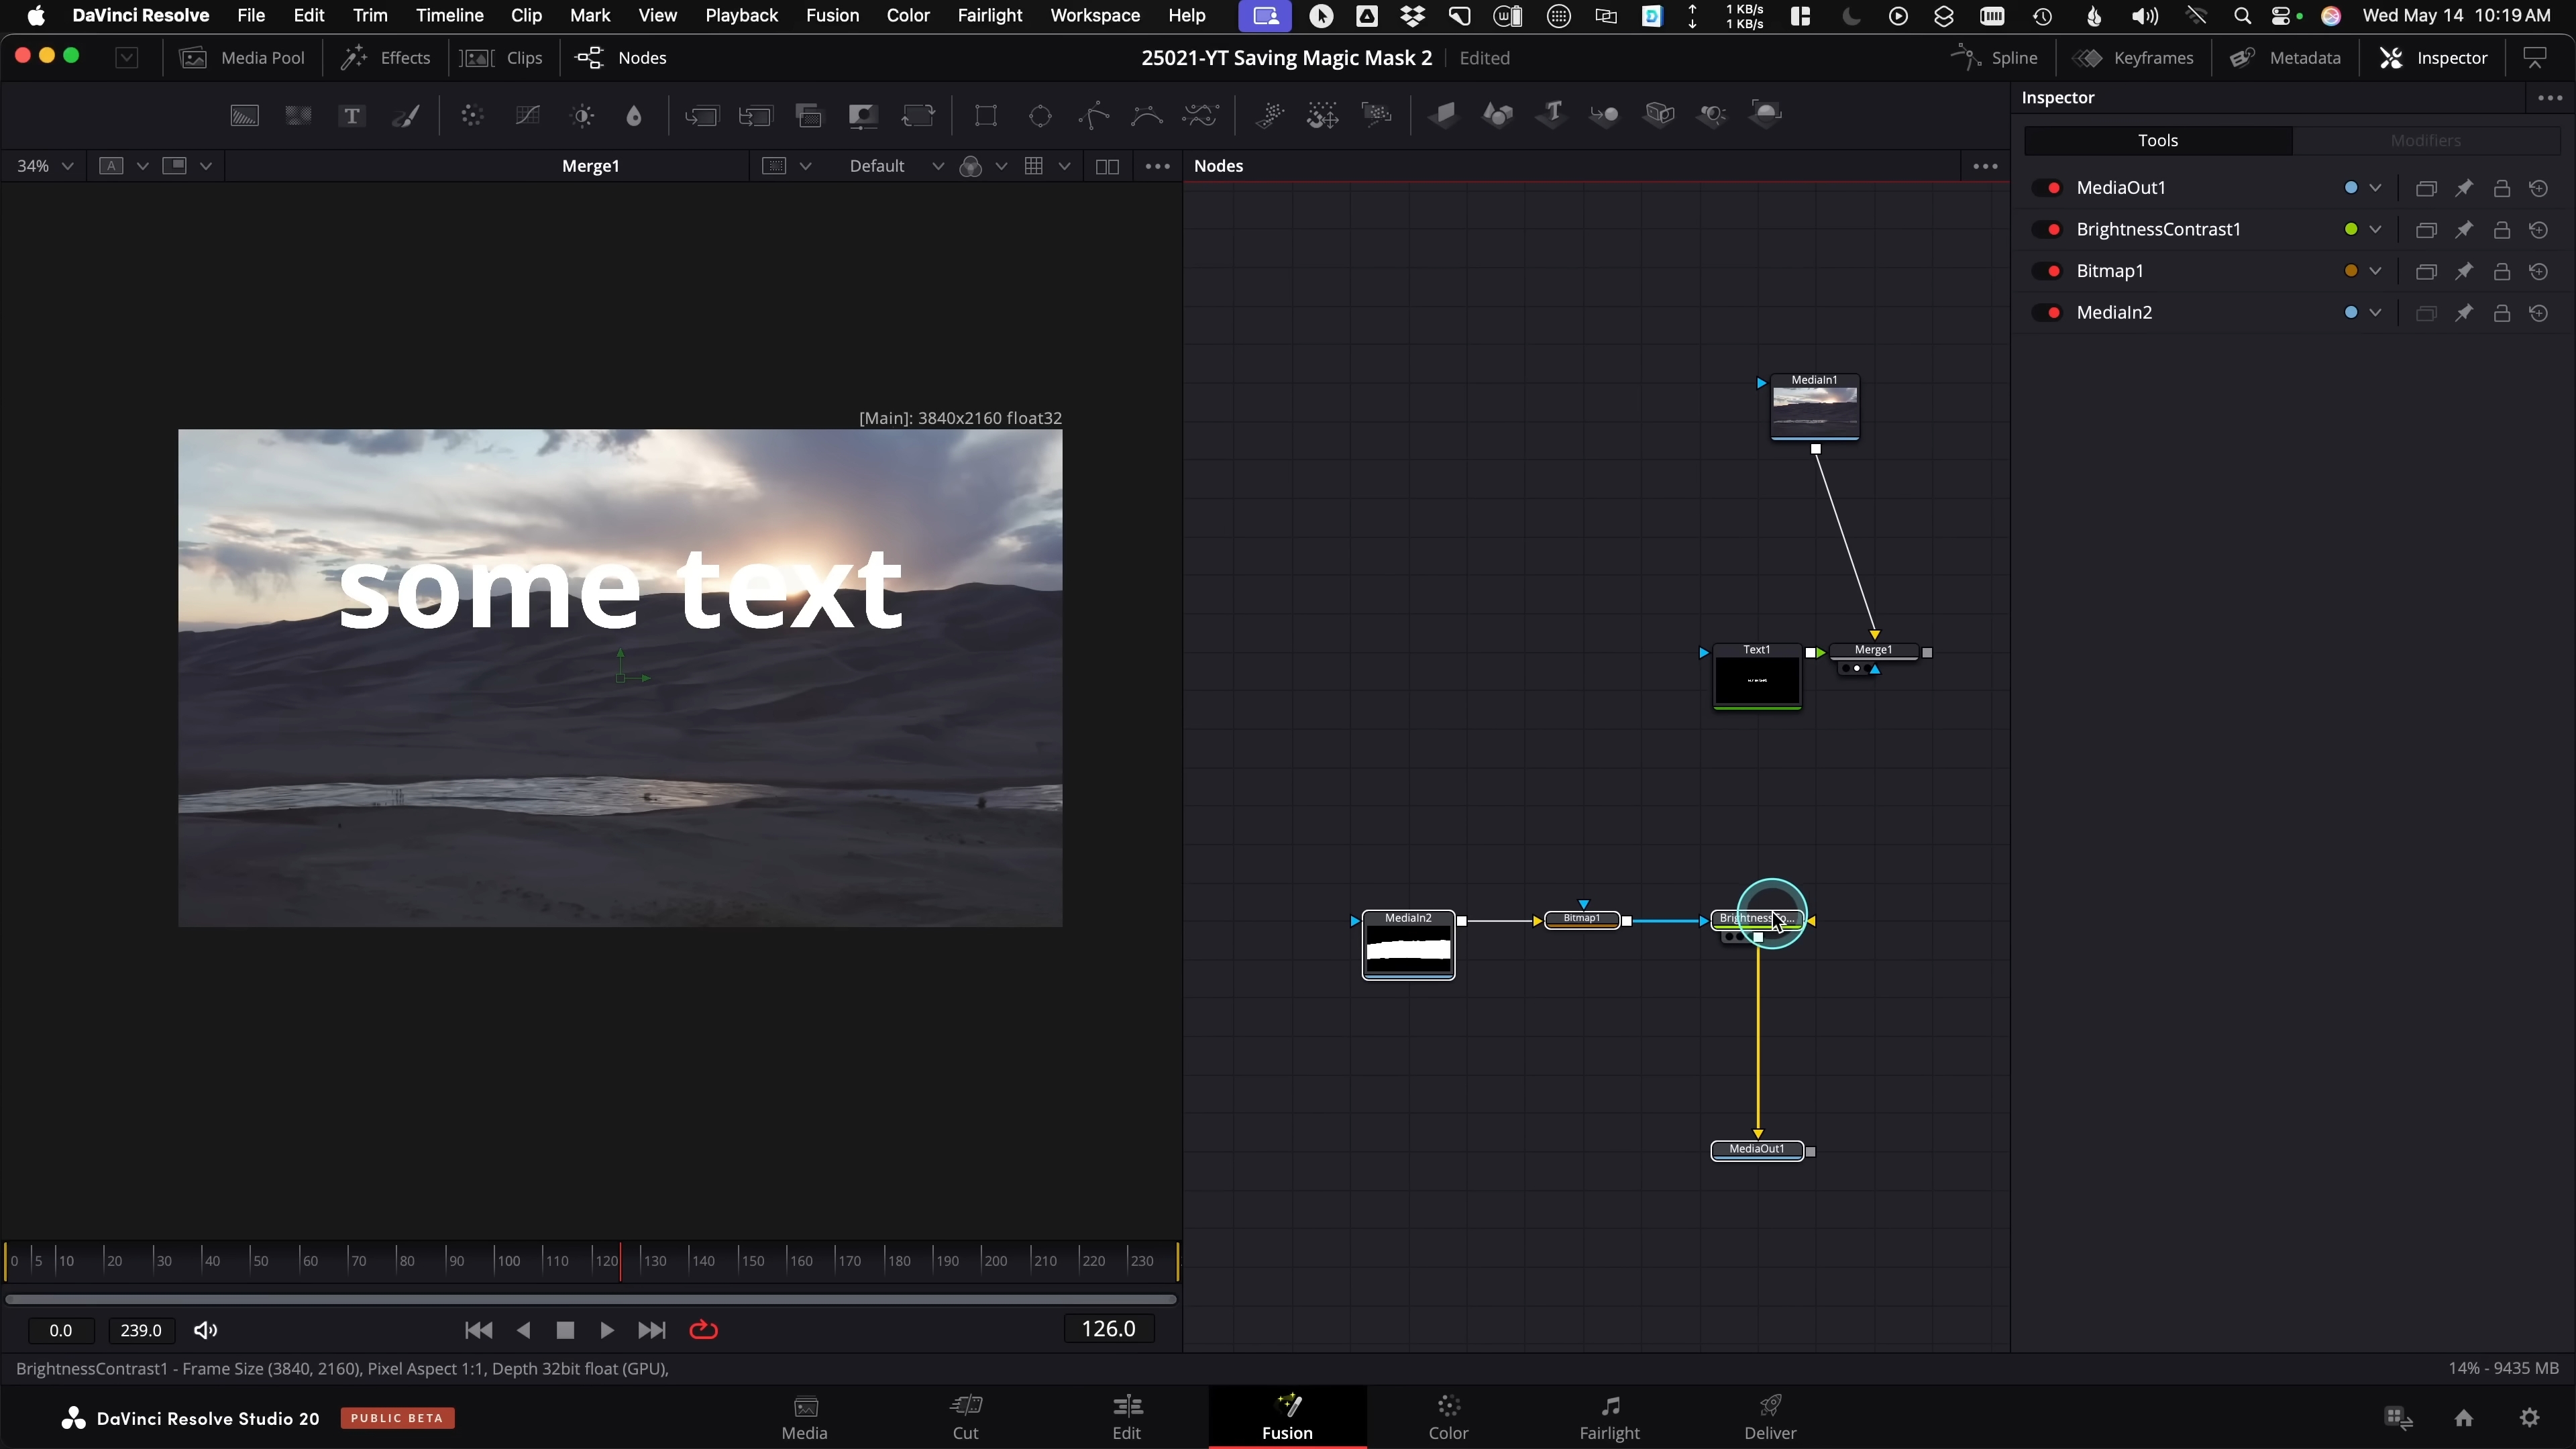 DaVinci Resolve File Edit Trim Timeline Clip Mark View Playback Fusion Color Fairlight Workspace Help 1 KB/s 1 KB/s Wed May 14 10:19 AM
Media Pool Effects Clips Nodes 25021-YT Saving Magic Mask 2 Edited Spline Keyframes Metadata Inspector
Inspector
T
Tools Modifiers
34% A Merge1 Default Nodes
MediaOut1
BrightnessContrast1
Bitmap1
MediaIn2
MediaIn1
[Main]: 3840x2160 float32
some text
Text1 Merge1
MediaIn2 Bitmap1 BrightnessCo...
MediaOut1
0 5 10 20 30 40 50 60 70 80 90 100 110 120 130 140 150 160 170 180 190 200 210 220 230
0.0 239.0 126.0
BrightnessContrast1 - Frame Size (3840, 2160), Pixel Aspect 1:1, Depth 32bit float (GPU), 14% - 9435 MB
DaVinci Resolve Studio 20 PUBLIC BETA
Media Cut Edit Fusion Color Fairlight Deliver